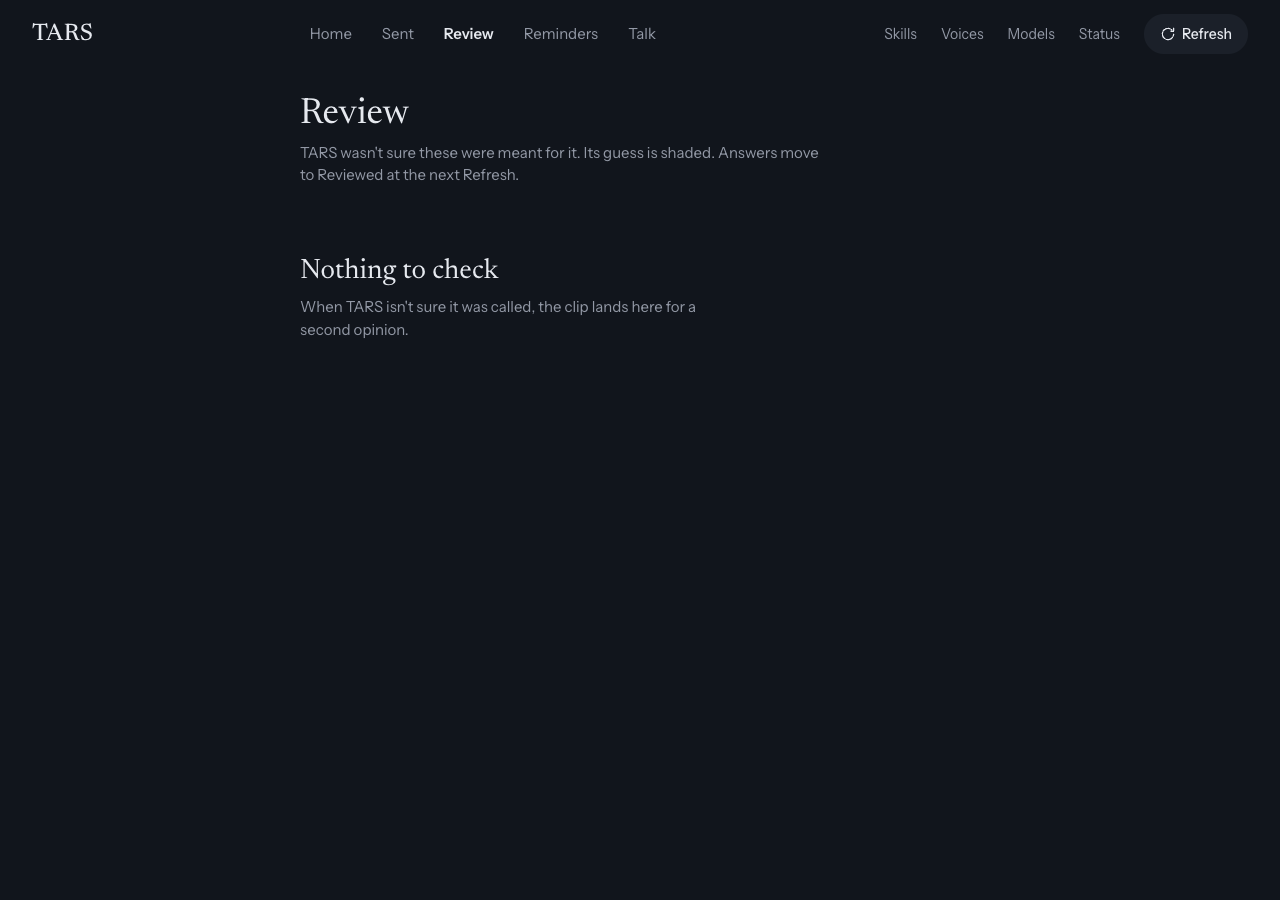 TARS
Home Sent Review Reminders Talk
Skills Voices Models Status Refresh
Review
TARS wasn't sure these were meant for it. Its guess is shaded. Answers move
to Reviewed at the next Refresh.
Nothing to check
When TARS isn't sure it was called, the clip lands here for a
second opinion.